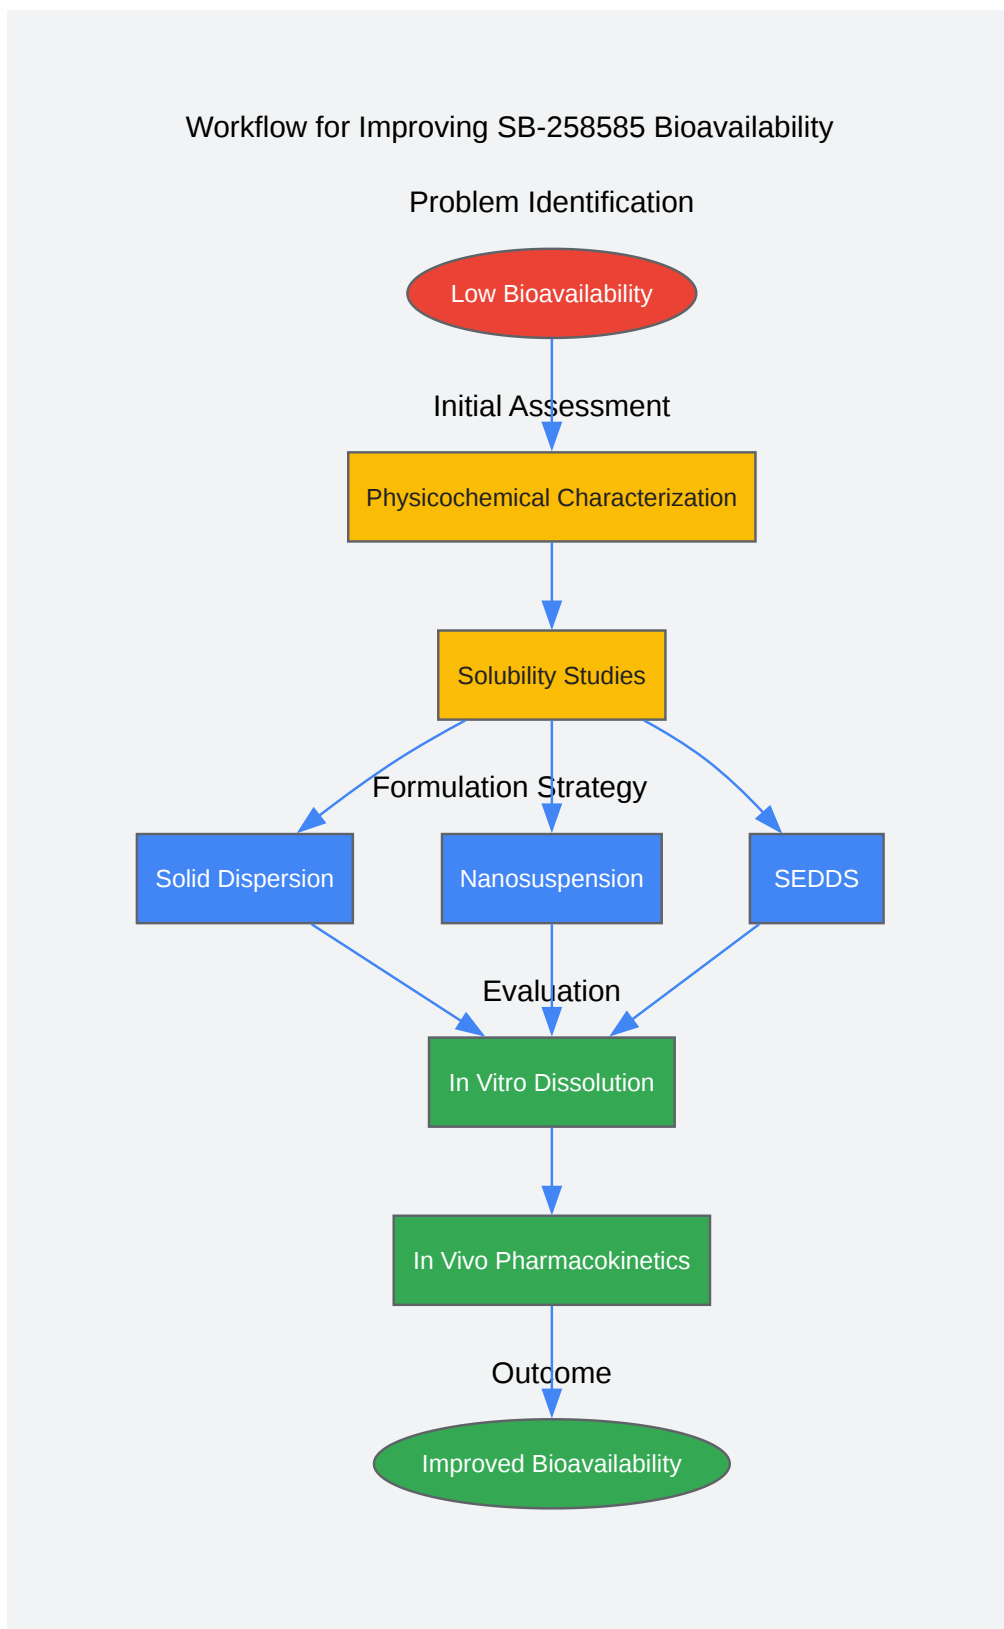 Workflow for Improving SB-258585 Bioavailability
Problem Identification
Low Bioavailability
Initial Assessment
Physicochemical Characterization
Solubility Studies
Formulation Strategy
Solid Dispersion
Nanosuspension
SEDDS
Evaluation
In Vitro Dissolution
In Vivo Pharmacokinetics
Outcome
Improved Bioavailability